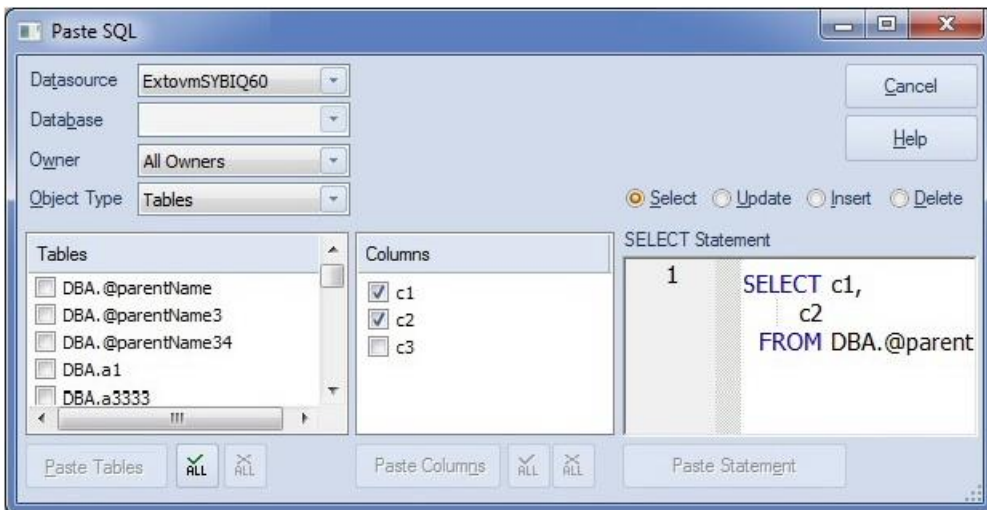 Paste SQL
Datasource ExtovmSYBIQ60
Cancel
Database
Help
Owner All Owners
Object Type Tables
Select Update Insert Delete
SELECT Statement
Tables
DBA.@parentName
DBA.@parentName3
DBA.@parentName34
DBA.a1
DBA.a3333
Columns
c1
c2
c3
1 SELECT c1,
c2
FROM DBA.@parent
Paste Tables ALL ALL
Paste Columns ALL ALL
Paste Statement